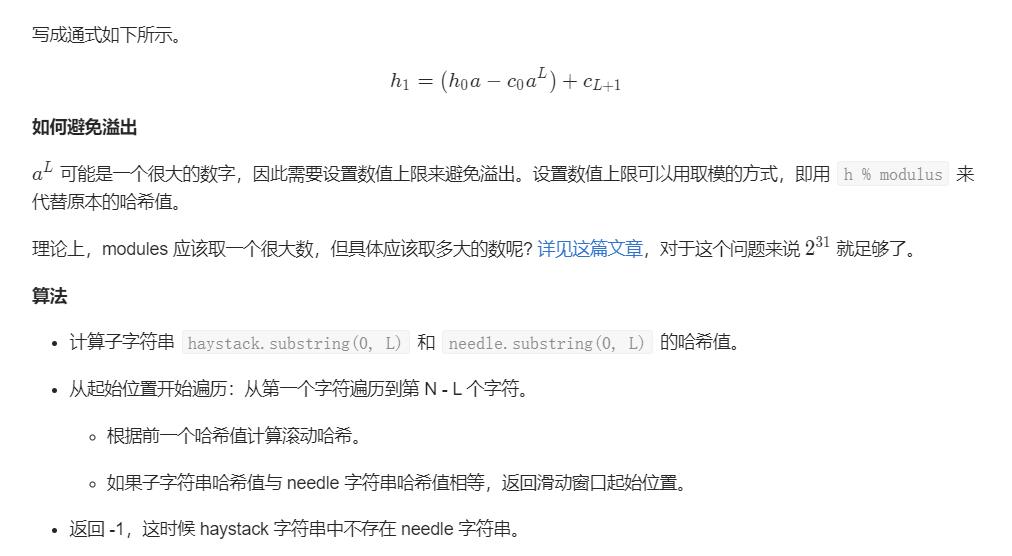 写成通式如下所示。
h₁ = (h₀a − c₀aᴸ) + c_{L+1}
如何避免溢出
aᴸ 可能是一个很大的数字，因此需要设置数值上限来避免溢出。设置数值上限可以用取模的方式，即用 h % modulus 来
代替原本的哈希值。
理论上，modules 应该取一个很大数，但具体应该取多大的数呢? 详见这篇文章，对于这个问题来说 2³¹ 就足够了。
算法
• 计算子字符串 haystack.substring(0, L) 和 needle.substring(0, L) 的哈希值。
• 从起始位置开始遍历：从第一个字符遍历到第 N - L 个字符。
◦ 根据前一个哈希值计算滚动哈希。
◦ 如果子字符串哈希值与 needle 字符串哈希值相等，返回滑动窗口起始位置。
• 返回 -1，这时候 haystack 字符串中不存在 needle 字符串。